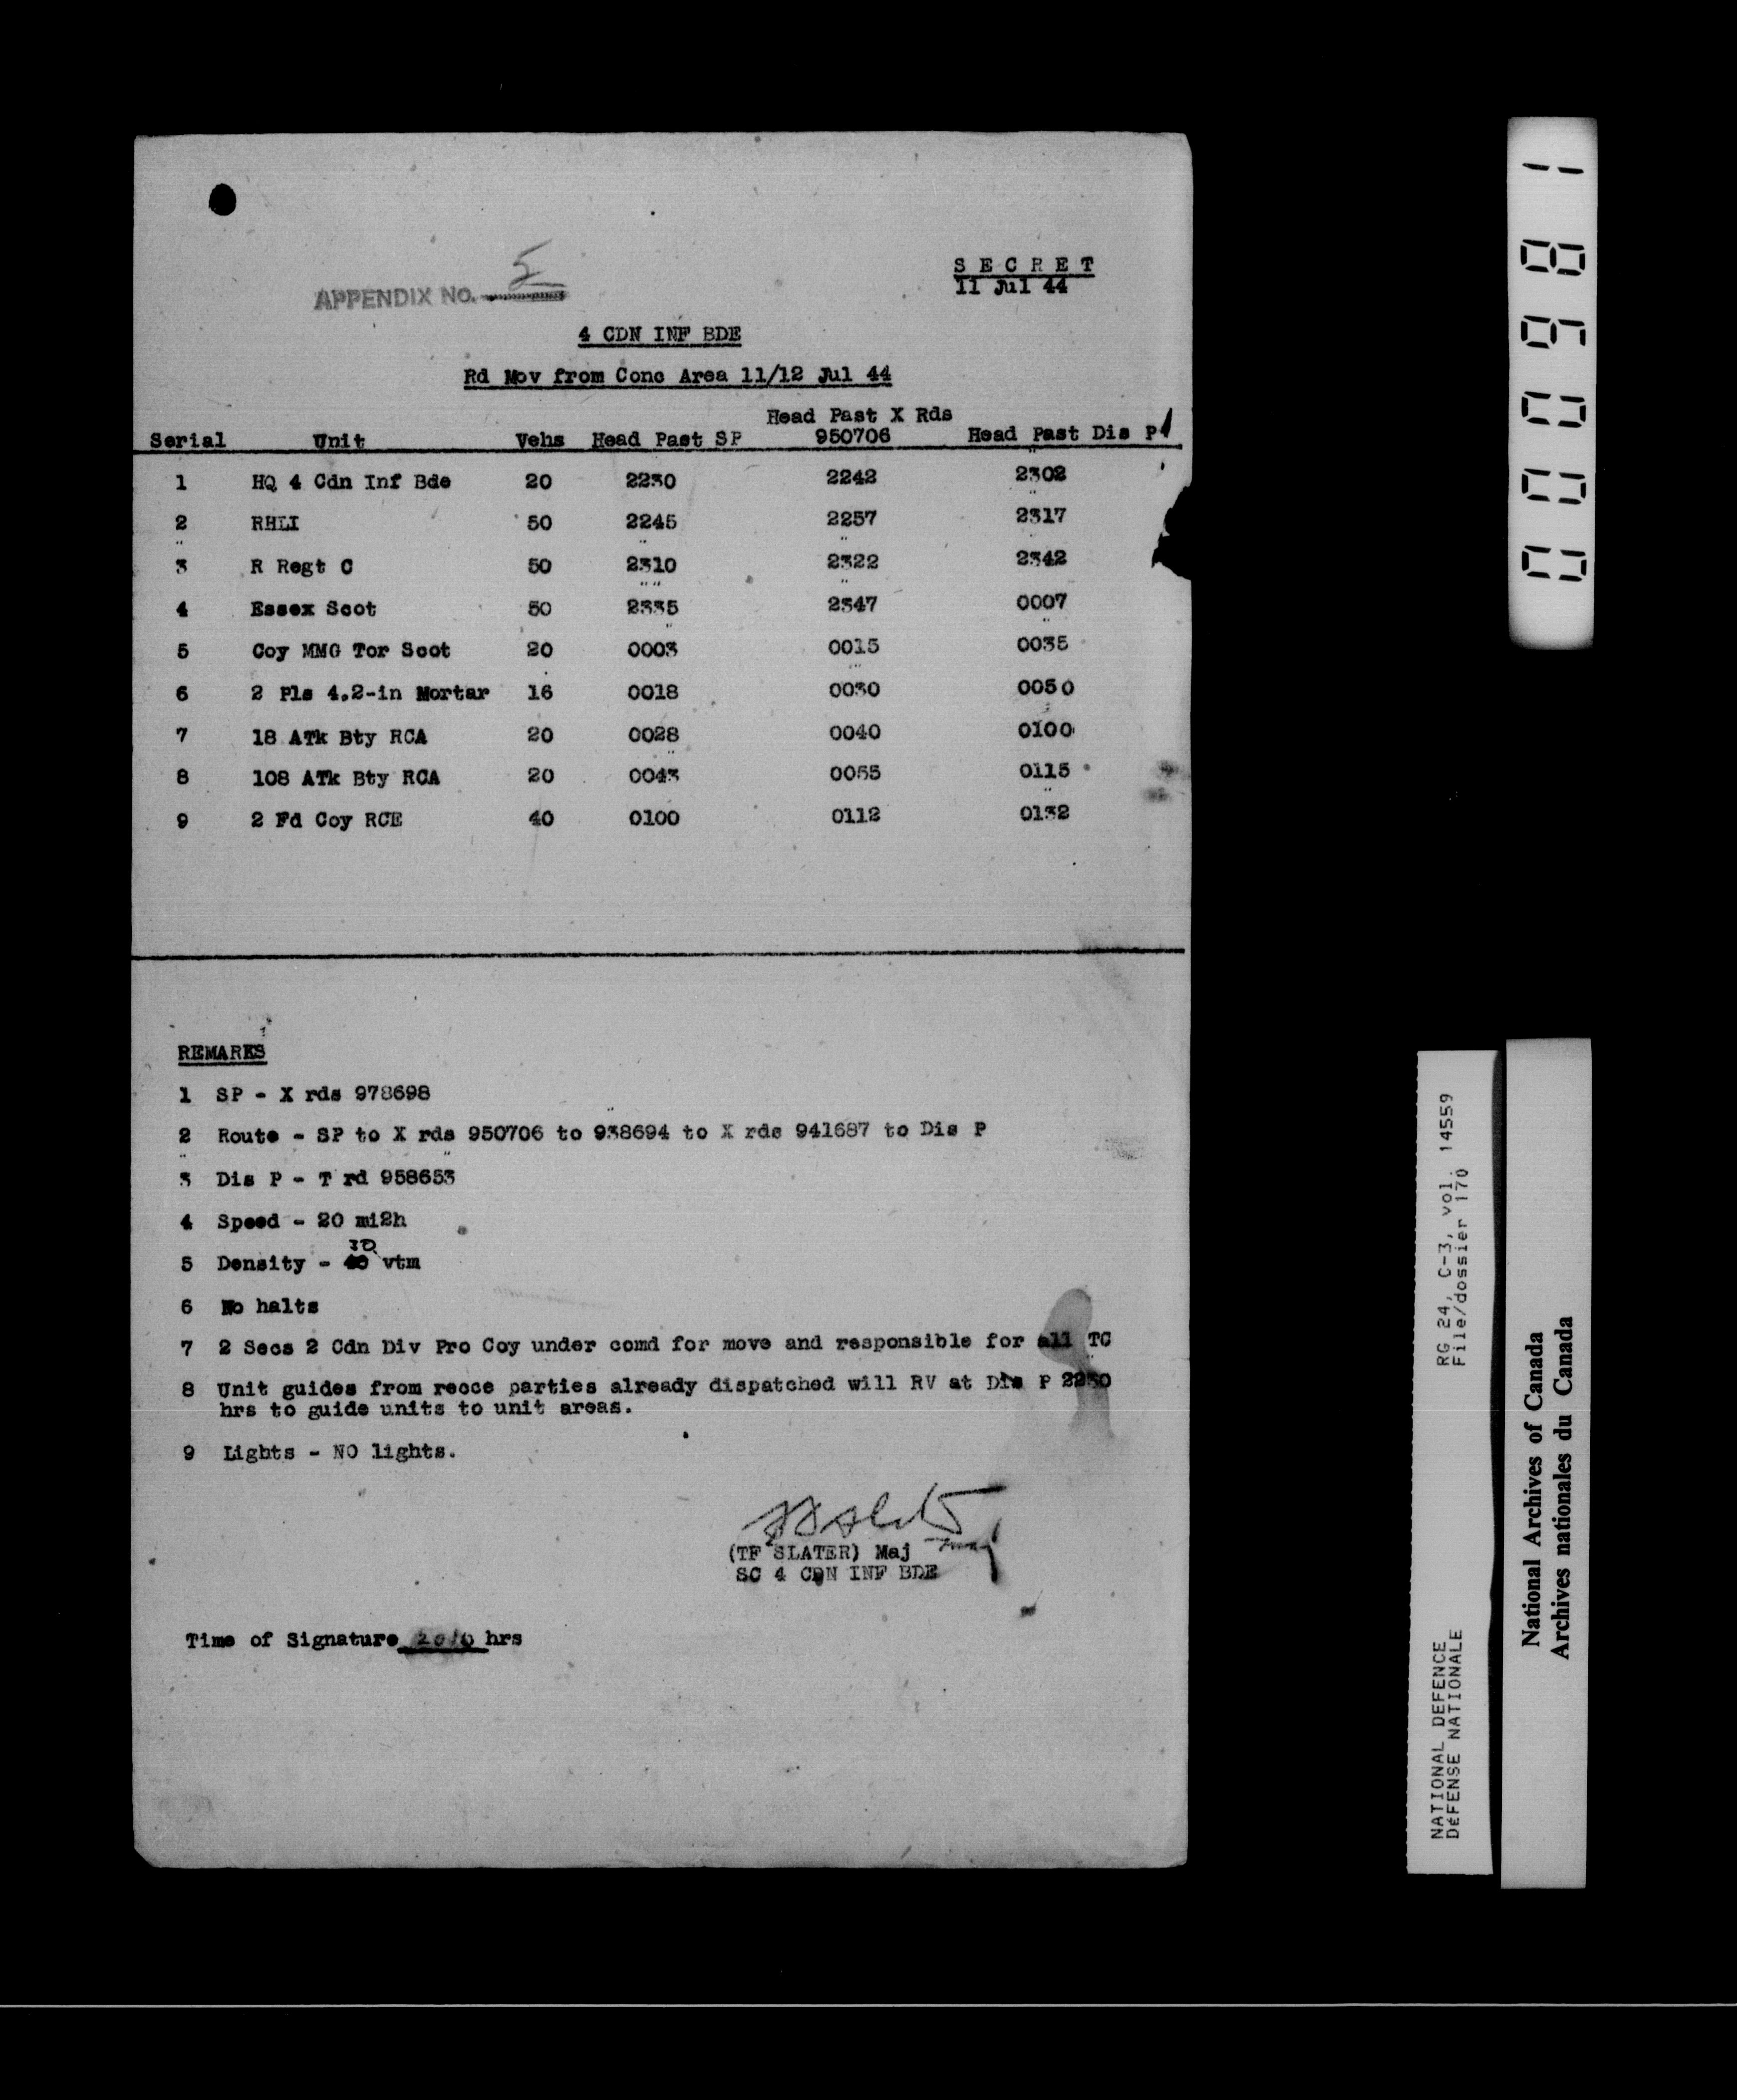 APPENDIX NO. 5
S E C R E T
11 Jul 44
4 CDN INF BDE
Rd Mov from Conc Area 11/12 Jul 44
Serial Unit Vehs Head Past SP Head Past X Rds 950706 Head Past Dis P
1 HQ 4 Cdn Inf Bde 20 2230 2242 2302
2 RHLI 50 2245 2257 2317
3 R Regt C 50 2310 2322 2342
4 Essex Scot 50 2335 2347 0007
5 Coy MMG Tor Scot 20 0003 0015 0035
6 2 Pls 4.2-in Mortar 16 0018 0030 0050
7 18 ATk Bty RCA 20 0028 0040 0100
8 108 ATk Bty RCA 20 0043 0055 0115
9 2 Fd Coy RCE 40 0100 0112 0132
REMARKS
1 SP - X rds 978698
2 Route - SP to X rds 950706 to 938694 to X rds 941687 to Dis P
3 Dis P - T rd 958653
4 Speed - 20 mi2h
5 Density - 30 vtm
6 No halts
7 2 Secs 2 Cdn Div Pro Coy under comd for move and responsible for all TC
8 Unit guides from recce parties already dispatched will RV at Dis P 2230
hrs to guide units to unit areas.
9 Lights - NO lights.
(TF SLATER) Maj
SC 4 CDN INF BDE
Time of Signature 2010 hrs
000981
RG 24, C-3, vol. 14559
File/dossier 170
NATIONAL DEFENCE
DÉFENSE NATIONALE
National Archives of Canada
Archives nationales du Canada